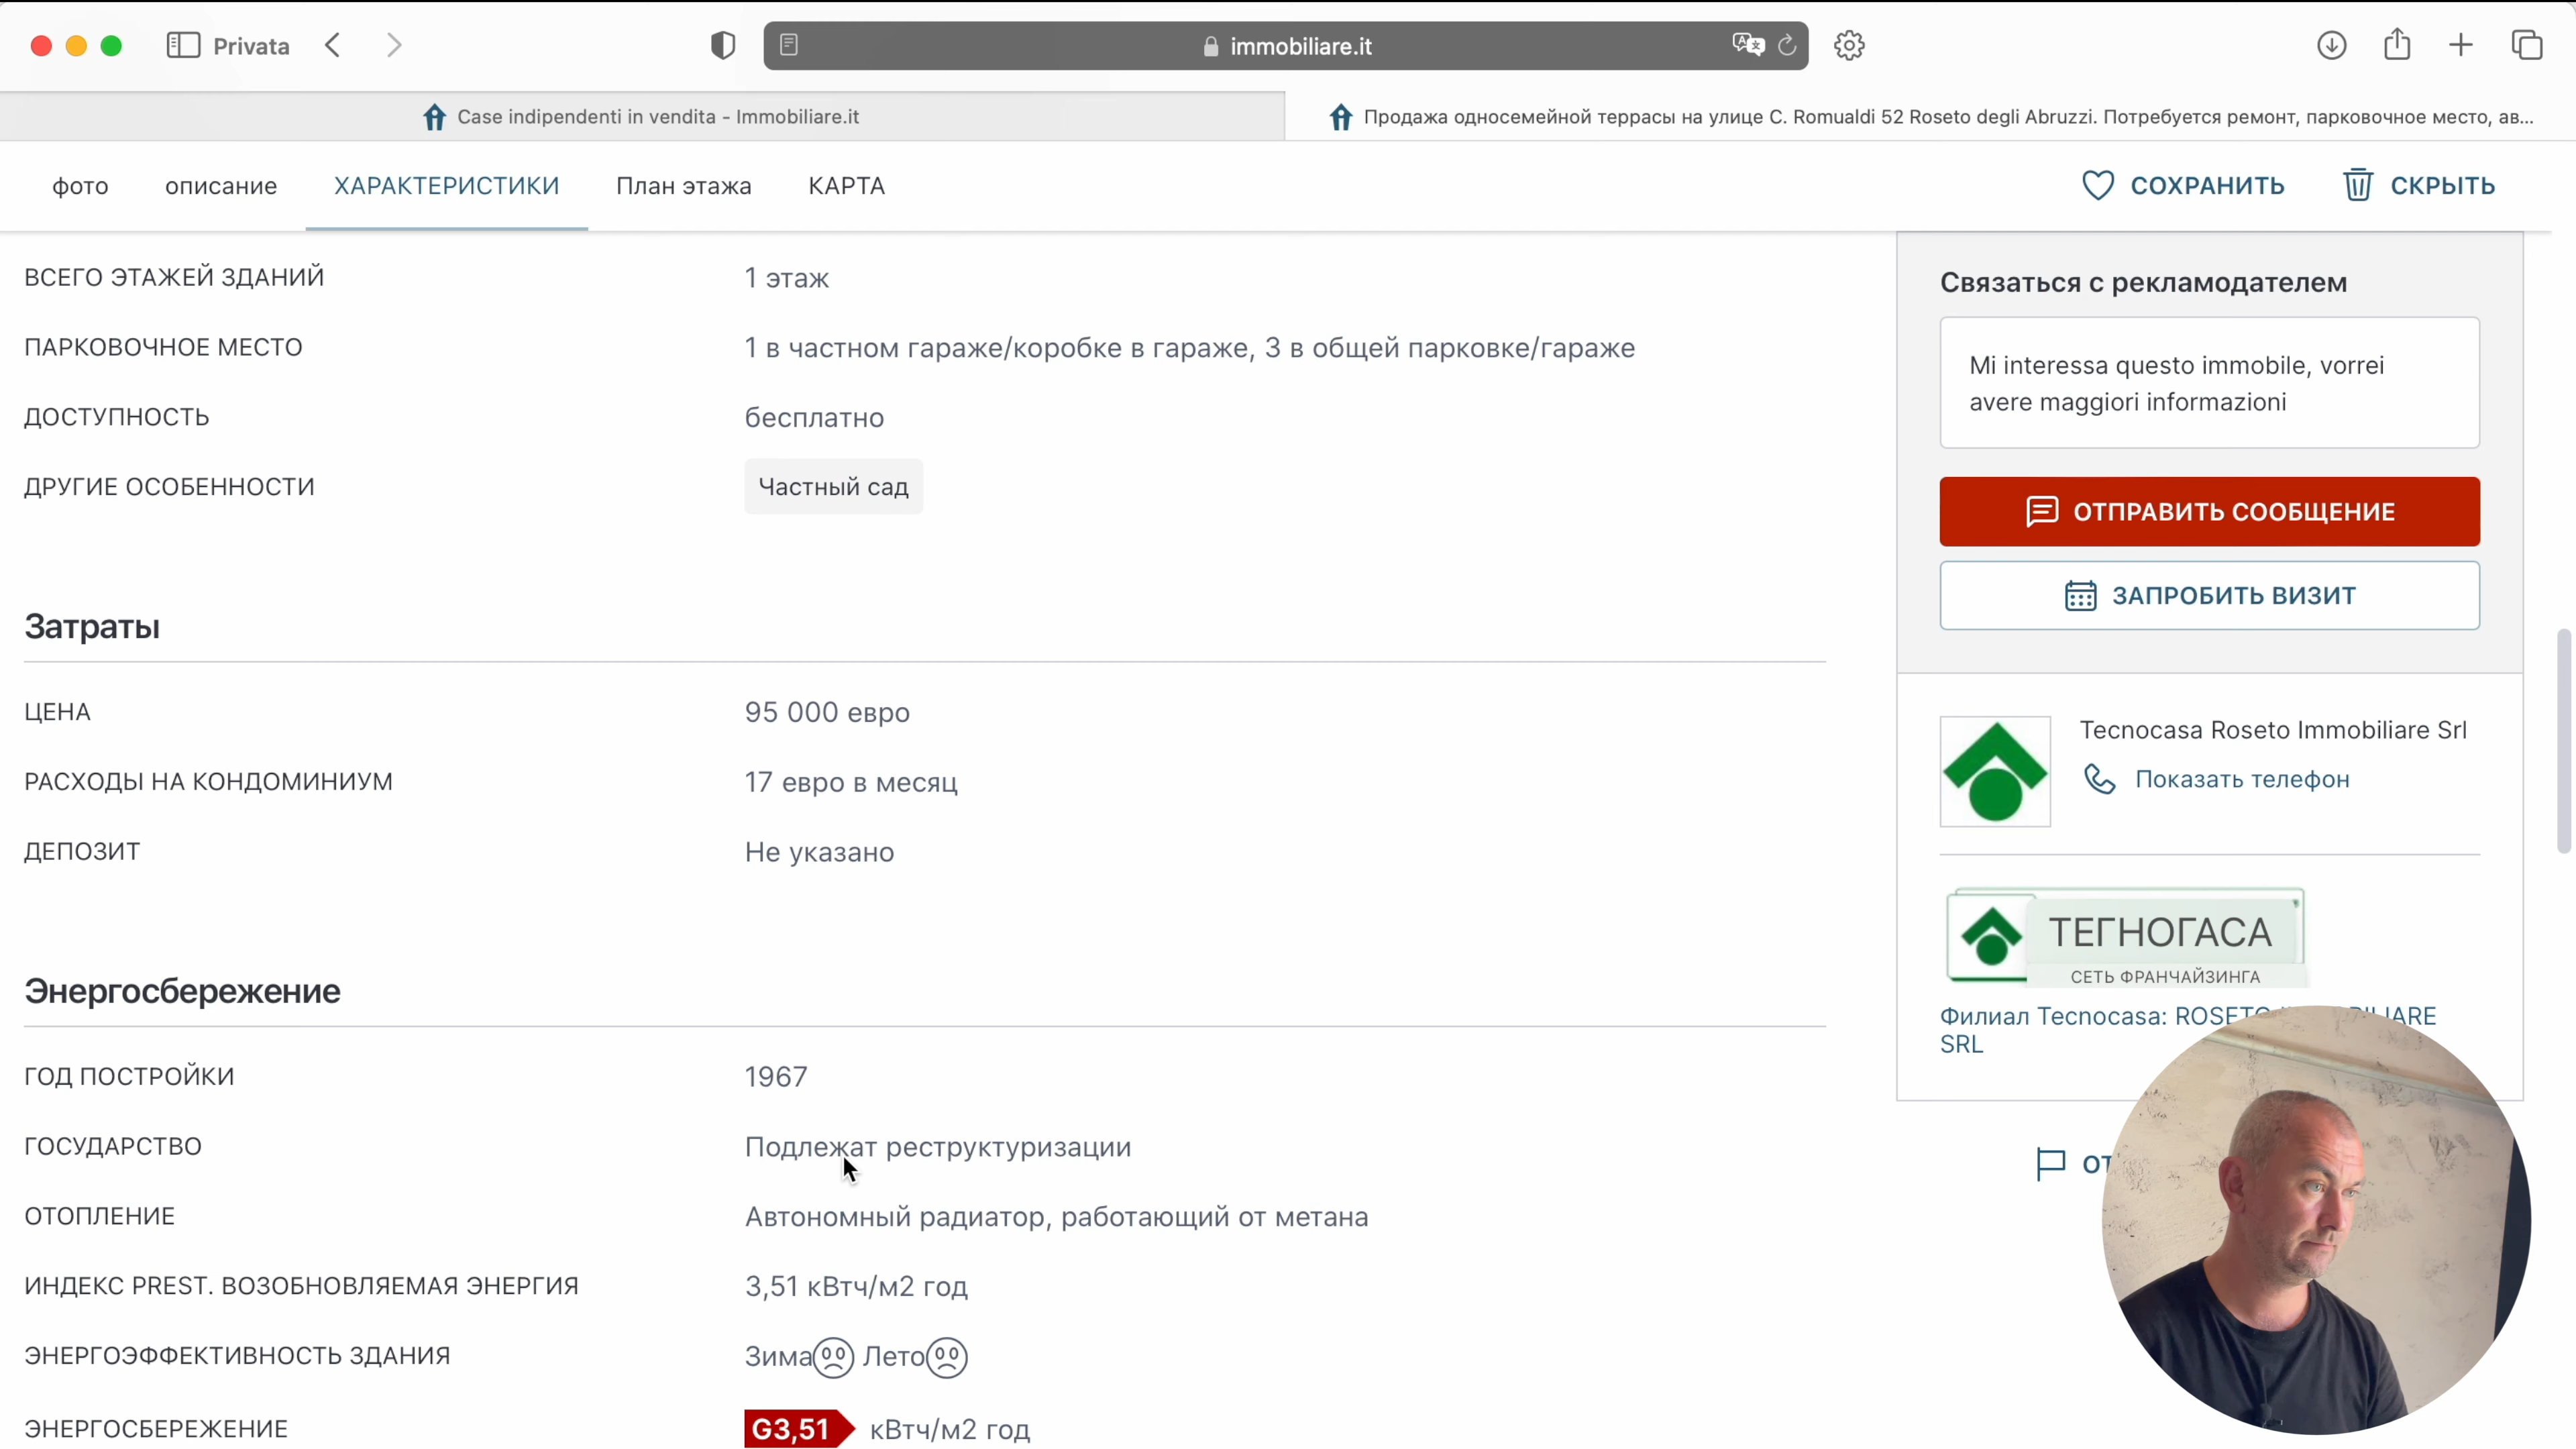 Privata
immobiliare.it
Case indipendenti in vendita - Immobiliare.it
Продажа односемейной террасы на улице C. Romualdi 52 Roseto degli Abruzzi. Потребуется ремонт, парковочное место, ав...
фото описание ХАРАКТЕРИСТИКИ План этажа КАРТА
СОХРАНИТЬ СКРЫТЬ
ВСЕГО ЭТАЖЕЙ ЗДАНИЙ 1 этаж
ПАРКОВОЧНОЕ МЕСТО 1 в частном гараже/коробке в гараже, 3 в общей парковке/гараже
ДОСТУПНОСТЬ бесплатно
ДРУГИЕ ОСОБЕННОСТИ Частный сад
Затраты
ЦЕНА 95 000 евро
РАСХОДЫ НА КОНДОМИНИУМ 17 евро в месяц
ДЕПОЗИТ Не указано
Энергосбережение
ГОД ПОСТРОЙКИ 1967
ГОСУДАРСТВО Подлежат реструктуризации
ОТОПЛЕНИЕ Автономный радиатор, работающий от метана
ИНДЕКС PREST. ВОЗОБНОВЛЯЕМАЯ ЭНЕРГИЯ 3,51 кВтч/м2 год
ЭНЕРГОЭФФЕКТИВНОСТЬ ЗДАНИЯ Зима Лето
ЭНЕРГОСБЕРЕЖЕНИЕ G3,51 кВтч/м2 год
Связаться с рекламодателем
Mi interessa questo immobile, vorrei
avere maggiori informazioni
ОТПРАВИТЬ СООБЩЕНИЕ
ЗАПРОБИТЬ ВИЗИТ
Tecnocasa Roseto Immobiliare Srl
Показать телефон
ТЕГНОГАСА
СЕТЬ ФРАНЧАЙЗИНГА
Филиал Tecnocasa: ROSETO
SRL